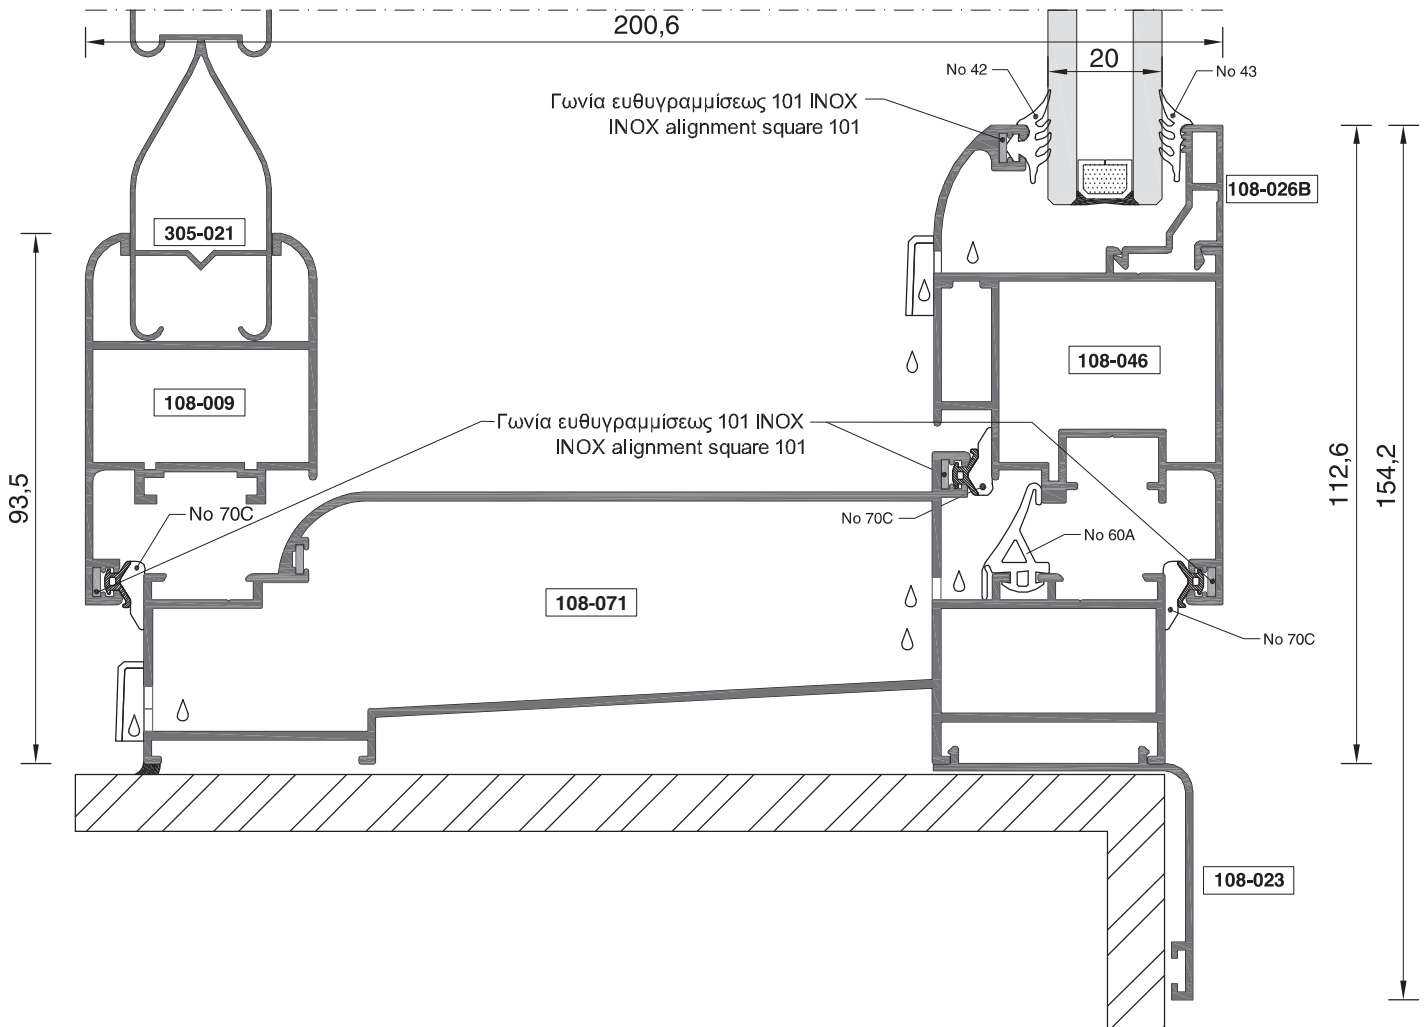 200,6
20
No 42
No 43
Γωνία ευθυγραμμίσεως 101 INOX
INOX alignment square 101
108-026B
305-021
108-046
108-009
Γωνία ευθυγραμμίσεως 101 INOX
INOX alignment square 101
93,5
112,6
154,2
No 70C
No 70C
No 60A
108-071
No 70C
108-023